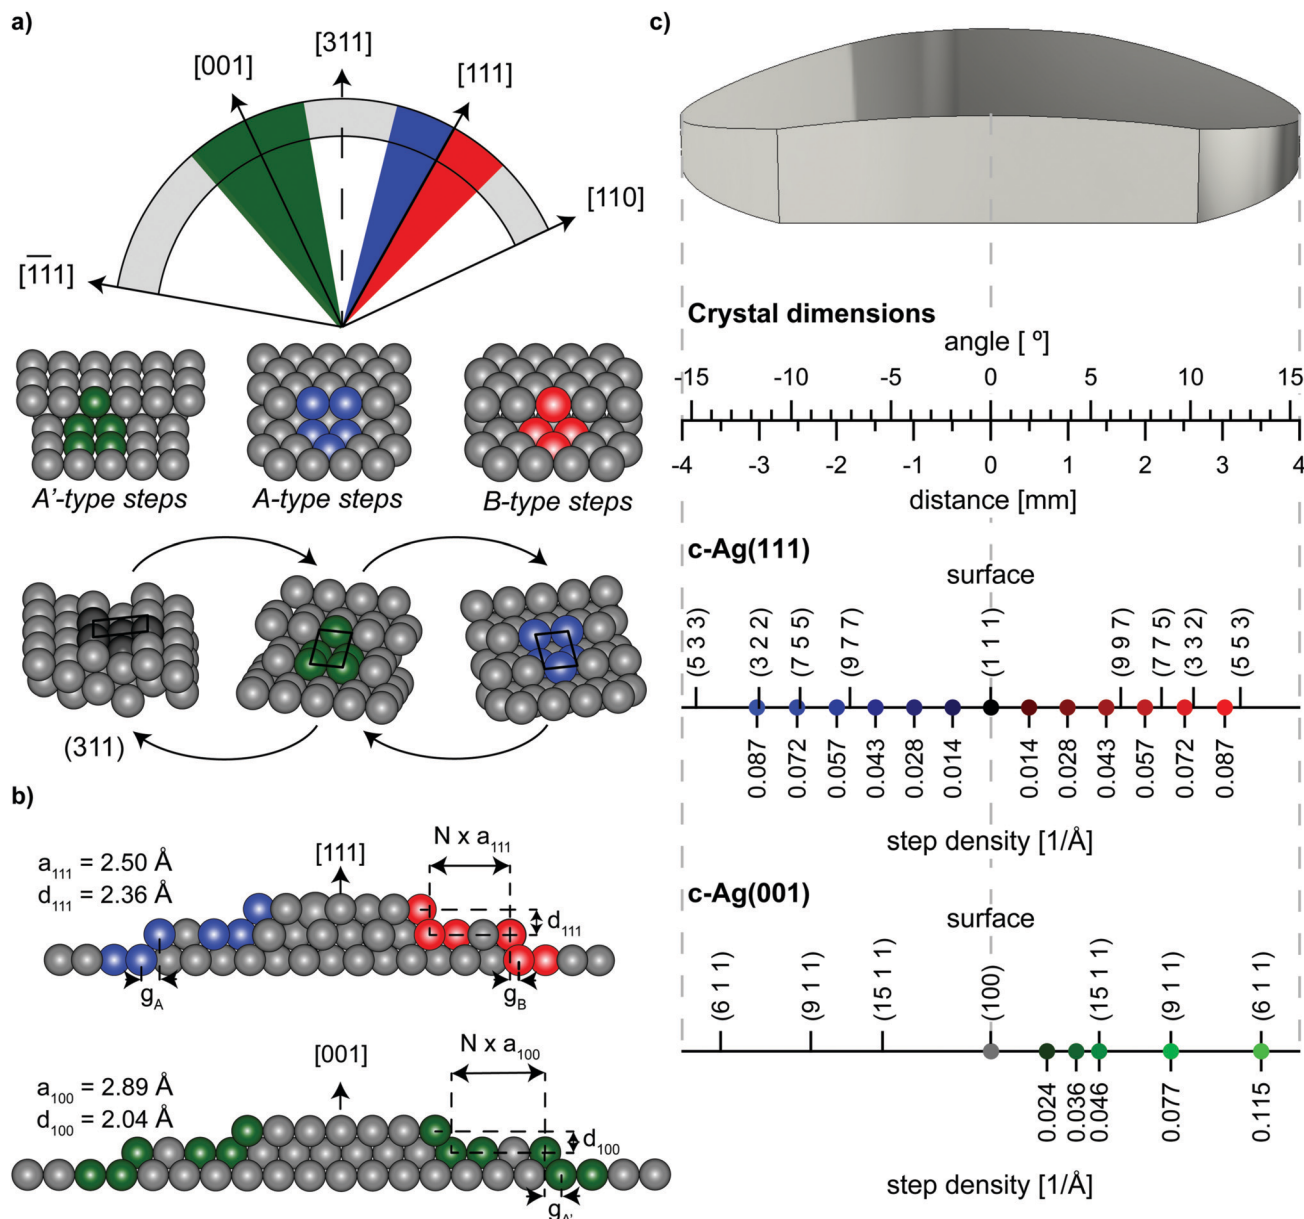 a)
[311]
[001]
[111]
[110]
[1̅1̅1]
A'-type steps
A-type steps
B-type steps
(311)
b)
a111 = 2.50 Å
d111 = 2.36 Å
[111]
N x a111
d111
gA
gB
a100 = 2.89 Å
d100 = 2.04 Å
[001]
N x a100
d100
gA'
c)
Crystal dimensions
angle [ º]
-15 -10 -5 0 5 10 15
-4 -3 -2 -1 0 1 2 3 4
distance [mm]
c-Ag(111)
surface
(5 3 3) (3 2 2) (7 5 5) (9 7 7) (1 1 1) (9 9 7) (7 7 5) (3 3 2) (5 5 3)
0.087 0.072 0.057 0.043 0.028 0.014 0.014 0.028 0.043 0.057 0.072 0.087
step density [1/Å]
c-Ag(001)
surface
(6 1 1) (9 1 1) (15 1 1) (100) (15 1 1) (9 1 1) (6 1 1)
0.024 0.036 0.046 0.077 0.115
step density [1/Å]